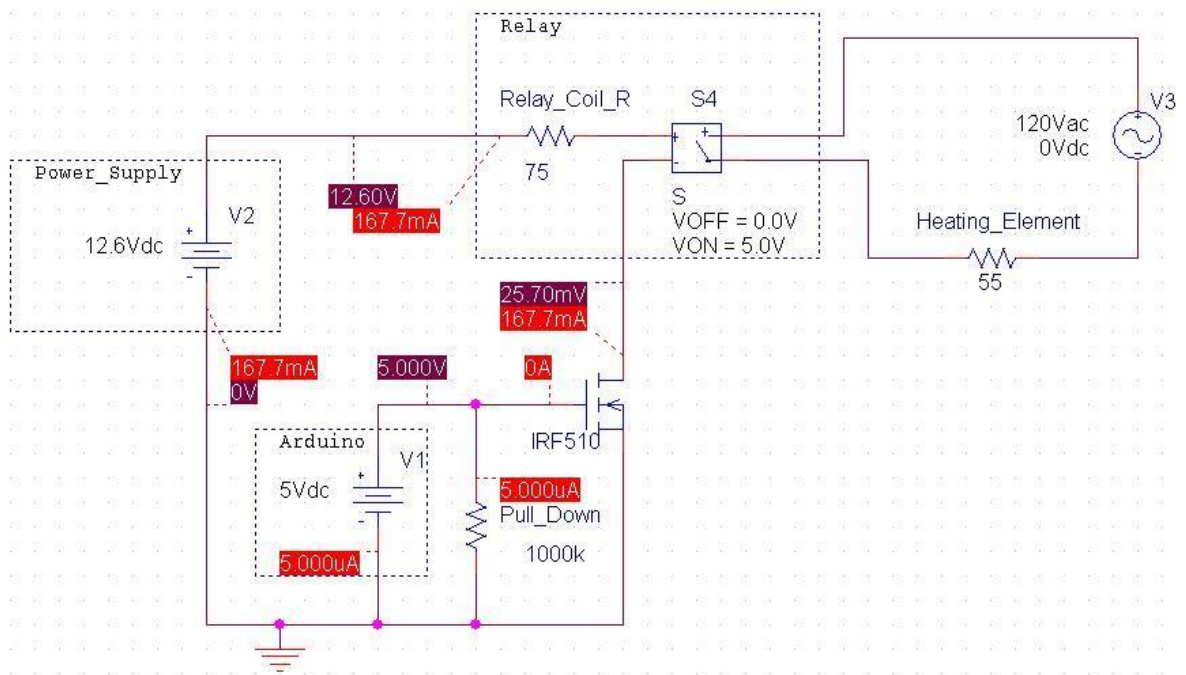 Relay
Relay_Coil_R
S4
75
+
+
-
S
VOFF = 0.0V
VON = 5.0V
V3
120Vac
0Vdc
+
-
Heating_Element
55
Power_Supply
V2
12.6Vdc
+
-
12.60V
167.7mA
25.70mV
167.7mA
167.7mA
0V
5.000V
0A
IRF510
Arduino
V1
5Vdc
+
-
5.000uA
5.000uA
Pull_Down
1000k